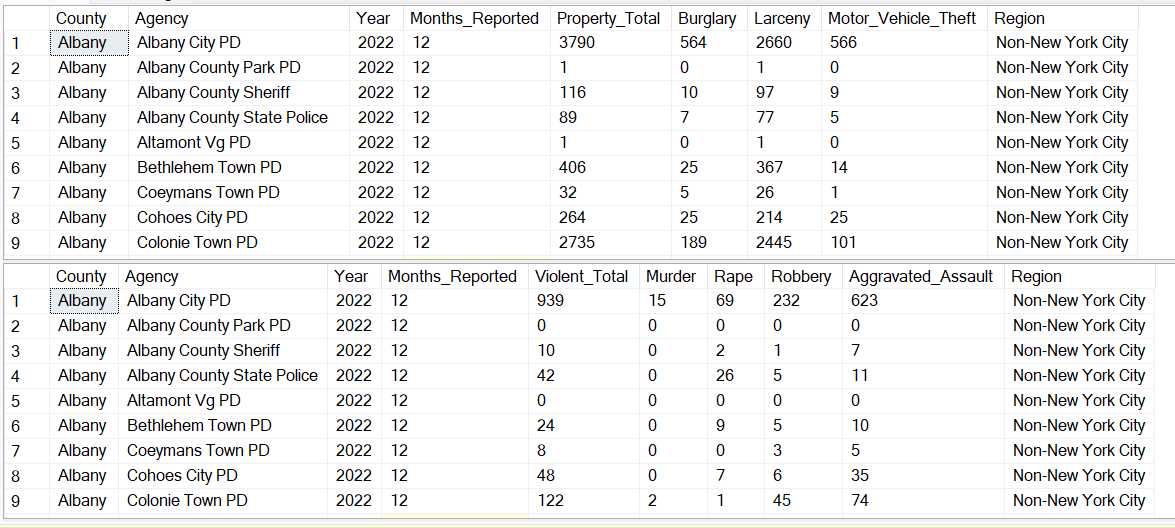 County Agency Year Months_Reported Property_Total Burglary Larceny Motor_Vehicle_Theft Region
1 Albany Albany City PD 2022 12 3790 564 2660 566 Non-New York City
2 Albany Albany County Park PD 2022 12 1 0 1 0 Non-New York City
3 Albany Albany County Sheriff 2022 12 116 10 97 9 Non-New York City
4 Albany Albany County State Police 2022 12 89 7 77 5 Non-New York City
5 Albany Altamont Vg PD 2022 12 1 0 1 0 Non-New York City
6 Albany Bethlehem Town PD 2022 12 406 25 367 14 Non-New York City
7 Albany Coeymans Town PD 2022 12 32 5 26 1 Non-New York City
8 Albany Cohoes City PD 2022 12 264 25 214 25 Non-New York City
9 Albany Colonie Town PD 2022 12 2735 189 2445 101 Non-New York City
County Agency Year Months_Reported Violent_Total Murder Rape Robbery Aggravated_Assault Region
1 Albany Albany City PD 2022 12 939 15 69 232 623 Non-New York City
2 Albany Albany County Park PD 2022 12 0 0 0 0 0 Non-New York City
3 Albany Albany County Sheriff 2022 12 10 0 2 1 7 Non-New York City
4 Albany Albany County State Police 2022 12 42 0 26 5 11 Non-New York City
5 Albany Altamont Vg PD 2022 12 0 0 0 0 0 Non-New York City
6 Albany Bethlehem Town PD 2022 12 24 0 9 5 10 Non-New York City
7 Albany Coeymans Town PD 2022 12 8 0 0 3 5 Non-New York City
8 Albany Cohoes City PD 2022 12 48 0 7 6 35 Non-New York City
9 Albany Colonie Town PD 2022 12 122 2 1 45 74 Non-New York City